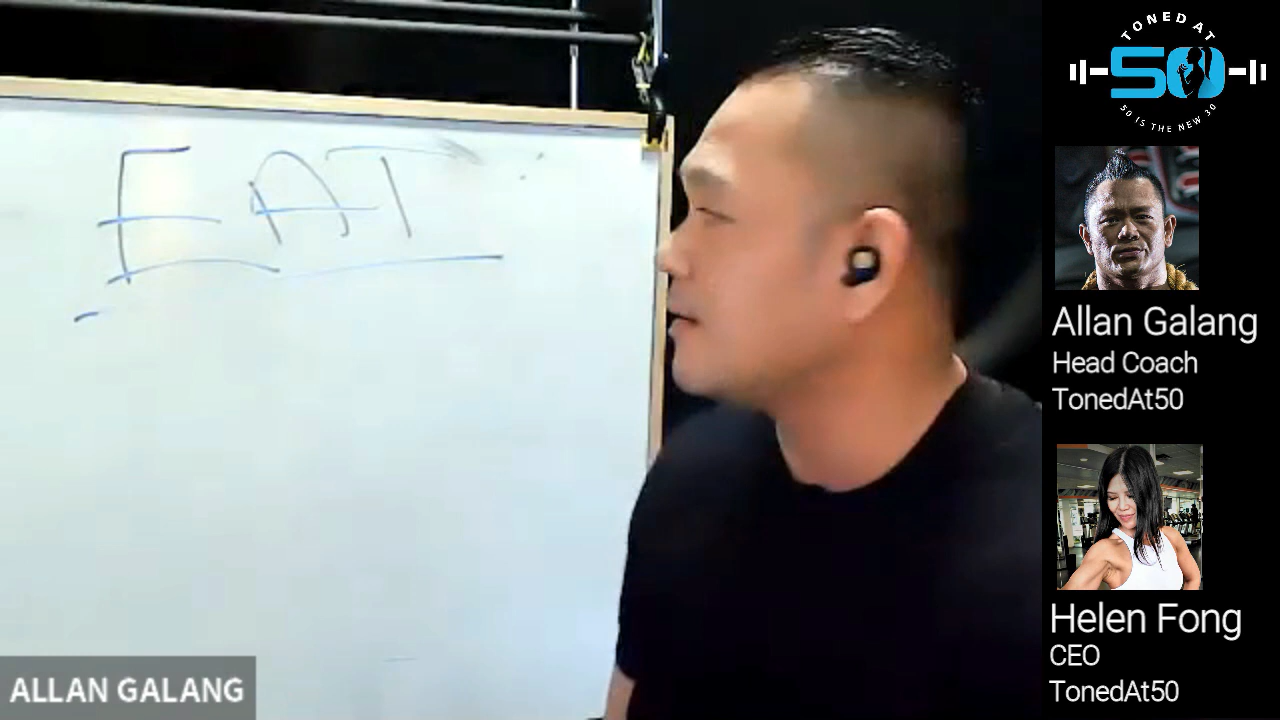 EAT
TONED AT
50
50 IS THE NEW 30
Allan Galang
Head Coach
TonedAt50
Helen Fong
CEO
TonedAt50
ALLAN GALANG